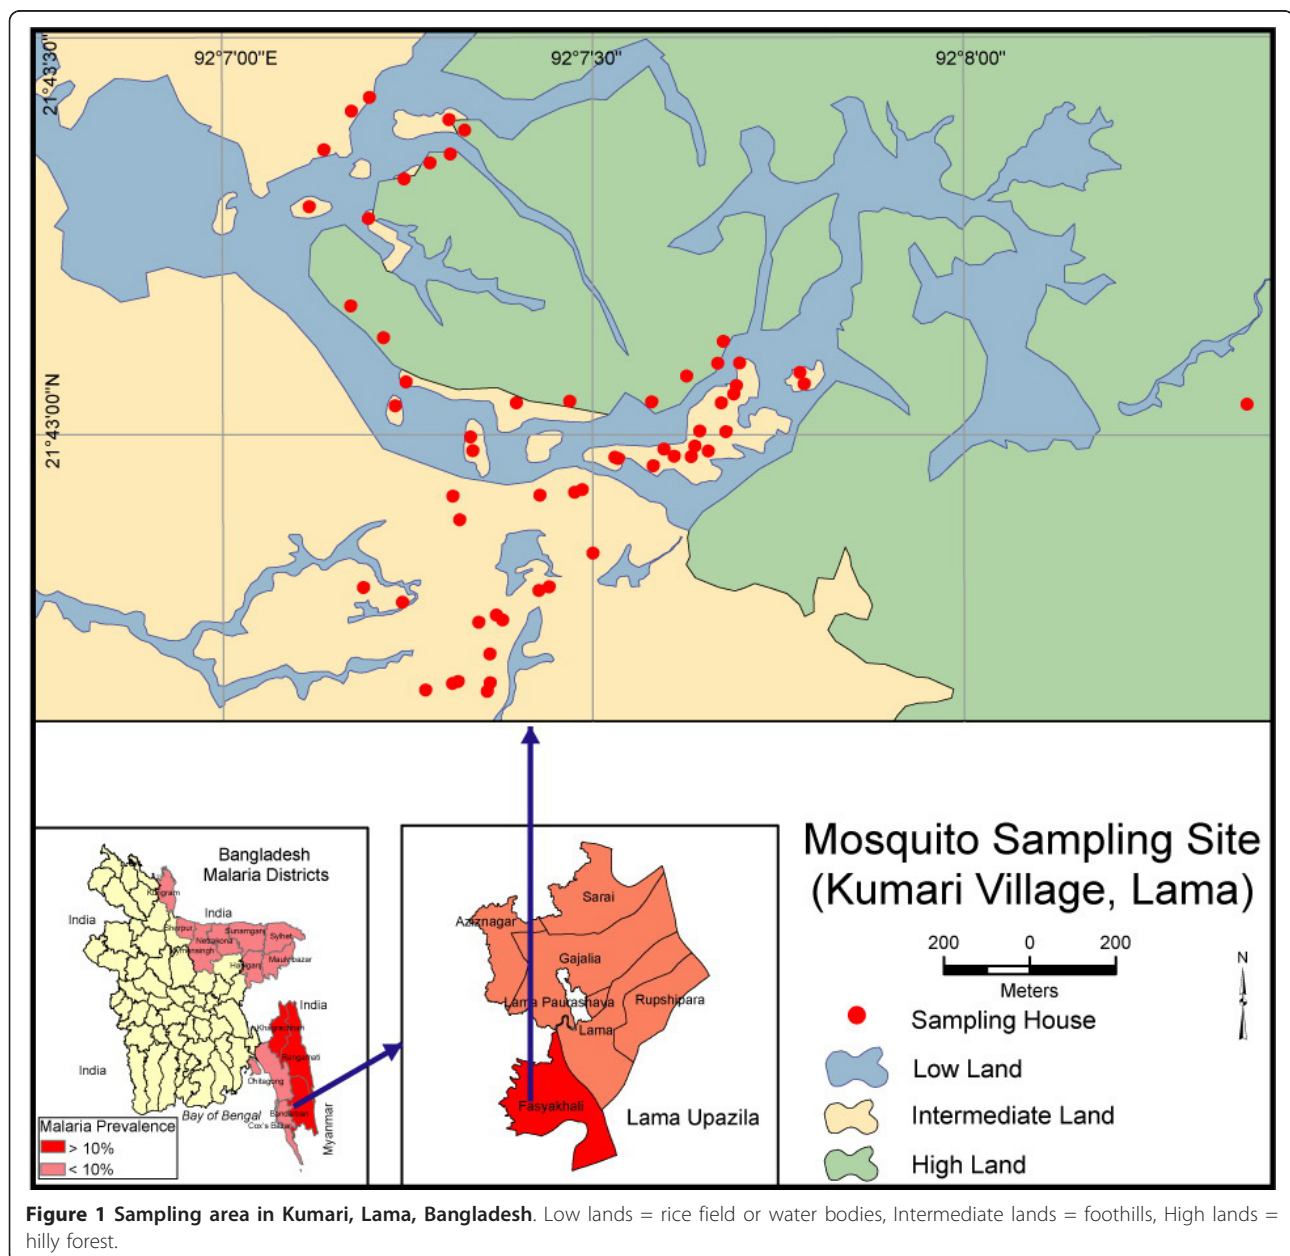 92°7'00"E
92°7'30"
92°8'00"
21°43'30"
21°43'00"N
Bangladesh
Malaria Districts
India
Kurigram
India
Sherpur
Netrakona
Sunamganj
Sylhet
Mymensingh
Habiganj
Maulvibazar
India
Khagrachhari
Rangamati
India
Chittagong
Bandarban
Cox's Bazar
Bay of Bengal
Myanmar
Malaria Prevalence
> 10%
< 10%
Sarai
Aziznagar
Gajalia
Lama Paurashava
Rupshipara
Lama
Fasyakhali
Lama Upazila
Mosquito Sampling Site
(Kumari Village, Lama)
200 0 200
Meters
N
Sampling House
Low Land
Intermediate Land
High Land
Figure 1 Sampling area in Kumari, Lama, Bangladesh. Low lands = rice field or water bodies, Intermediate lands = foothills, High lands =
hilly forest.